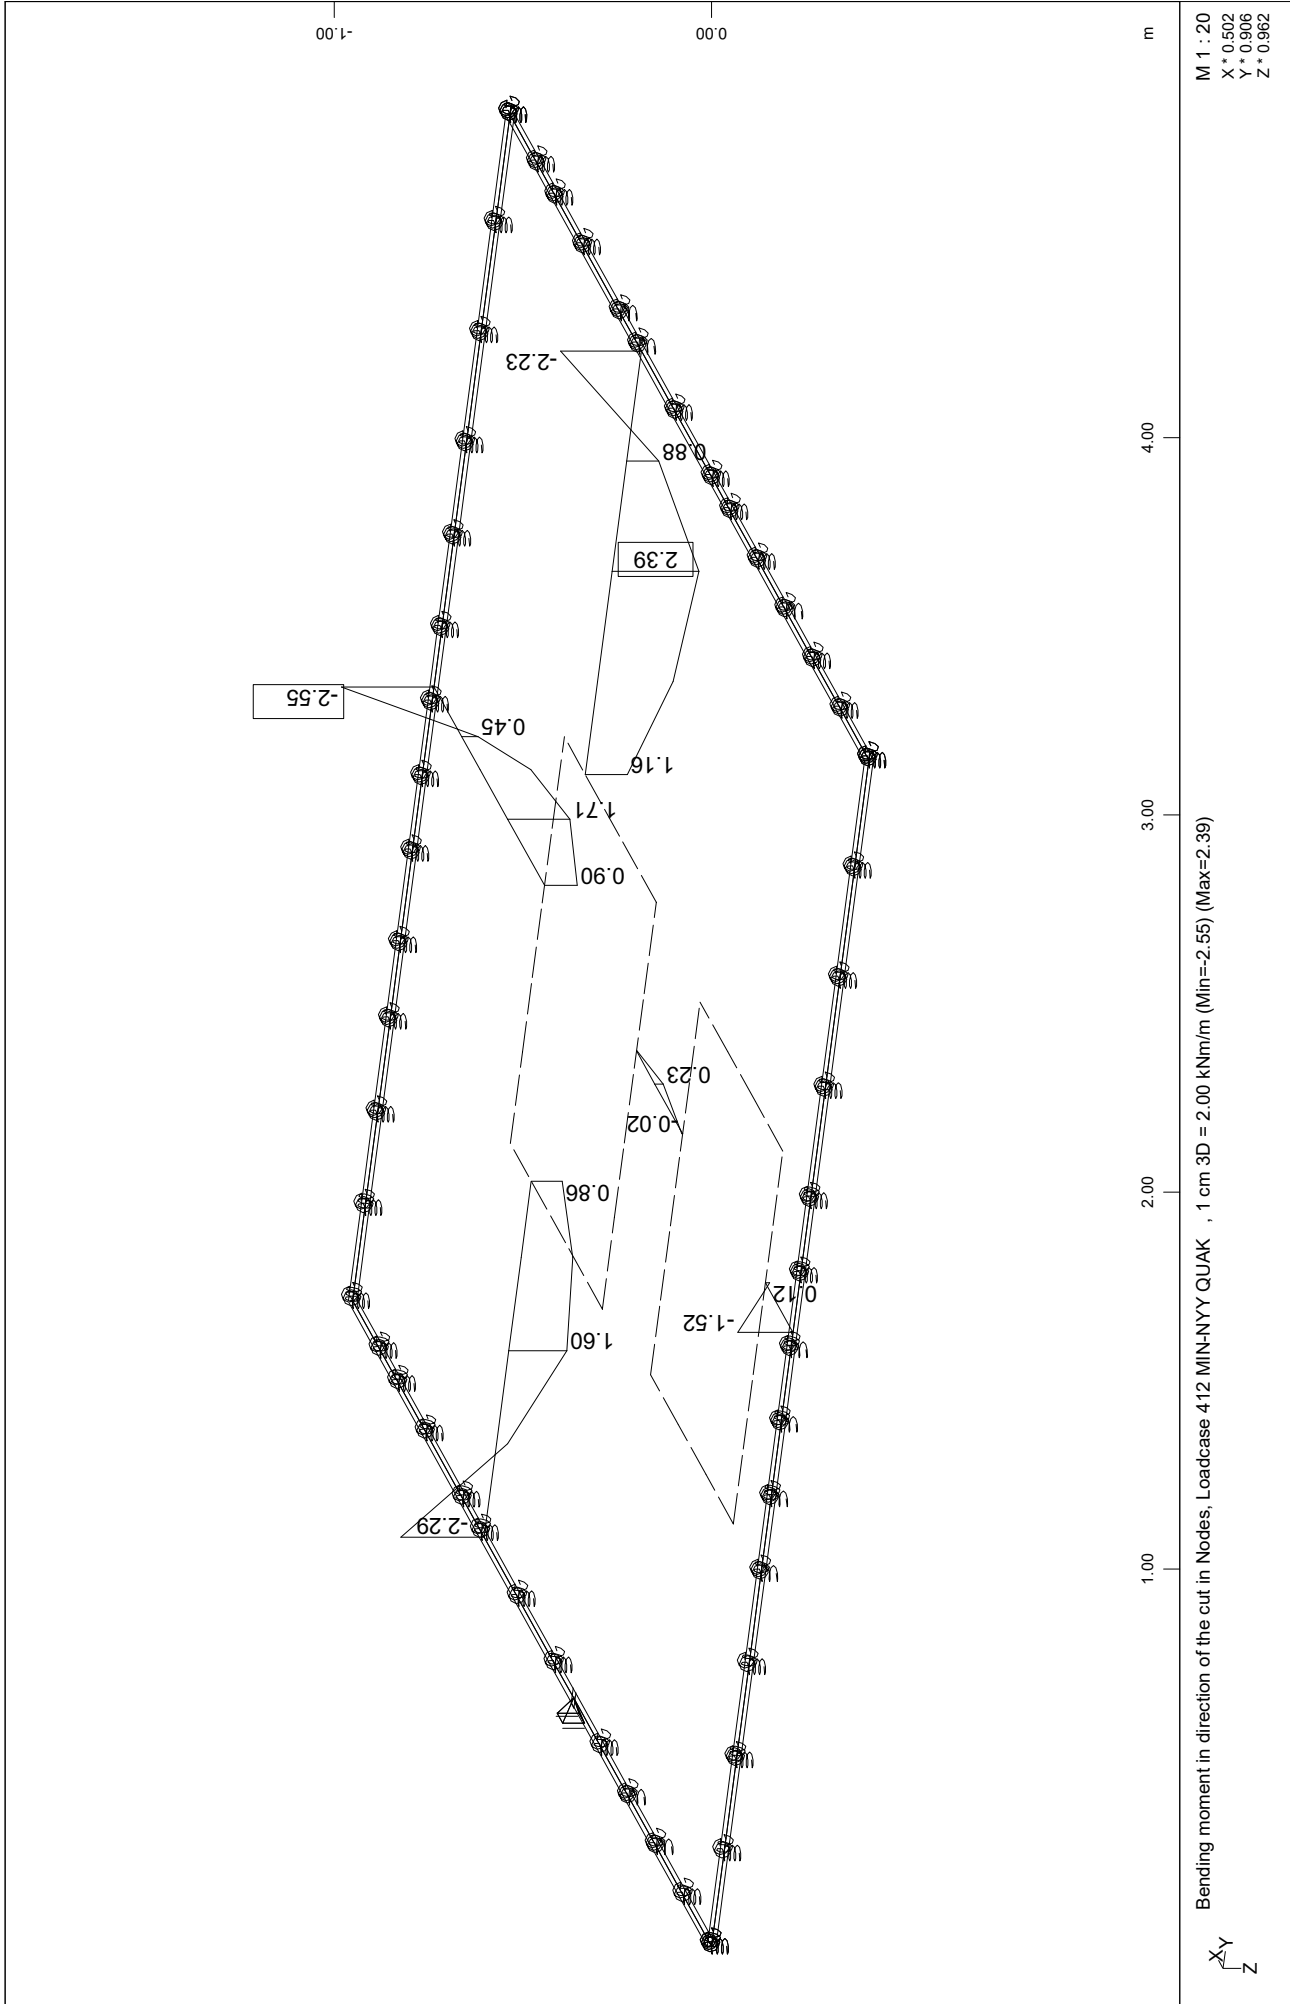 -1.00
0.00
m
M 1 : 20
X * 0.502
Y * 0.906
Z * 0.962
-2.23
0.88
4.00
2.39
-2.55
0.45
1.16
1.71
3.00
0.90
0.23
-0.02
0.86
2.00
0.12
-1.52
1.60
-2.29
1.00
Bending moment in direction of the cut in Nodes, Loadcase 412 MIN-NYY QUAK , 1 cm 3D = 2.00 kNm/m (Min=-2.55) (Max=2.39)
X
Y
Z